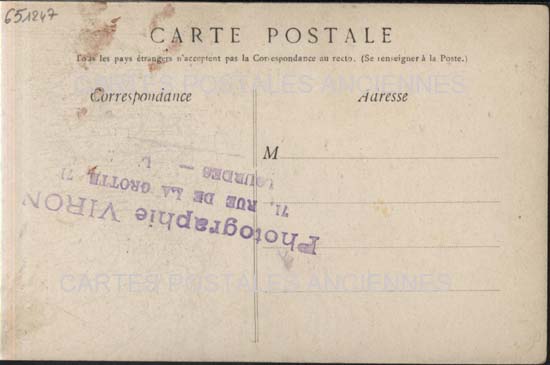 651247
CARTE POSTALE
Tous les pays étrangers n'acceptent pas la Correspondance au recto. (Se renseigner à la Poste.)
CARTES POSTALES ANCIENNES
Correspondance
Adresse
M
Photographie VIRON
71, RUE DE LA GROTTE, 71
LOURDES
CARTES POSTALES ANCIENNES